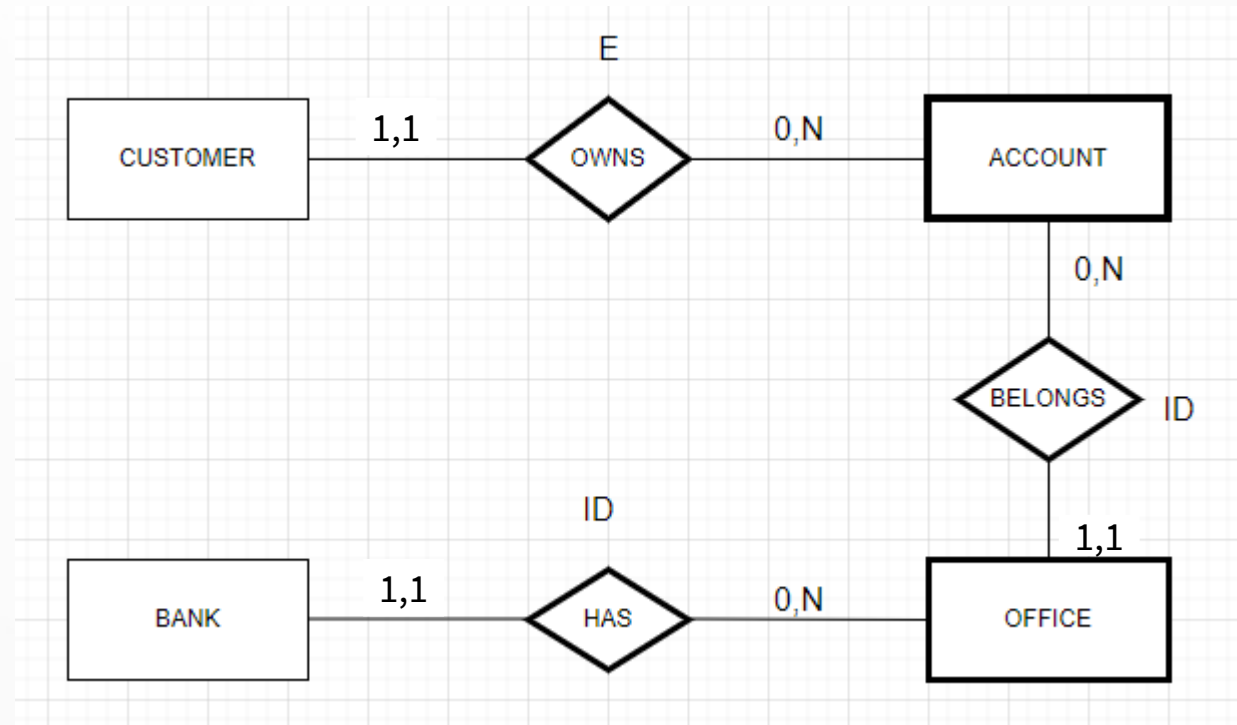 E
CUSTOMER
1,1
OWNS
0,N
ACCOUNT
0,N
BELONGS
ID
ID
1,1
BANK
1,1
HAS
0,N
OFFICE